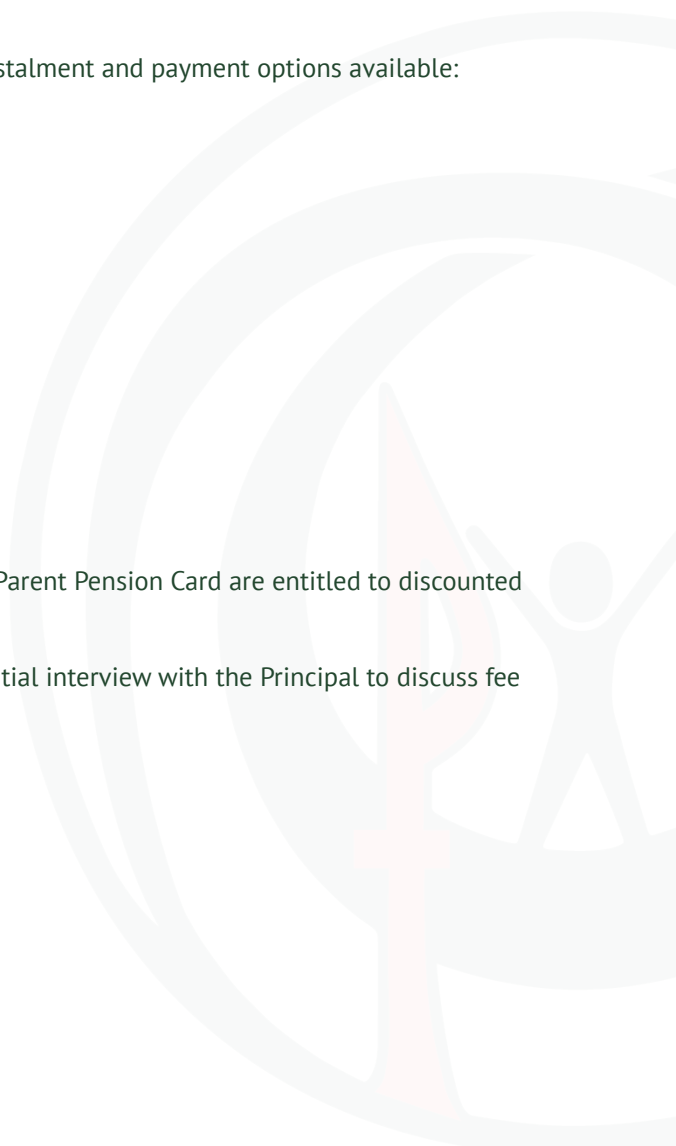 stalment and payment options available:
Parent Pension Card are entitled to discounted
tial interview with the Principal to discuss fee